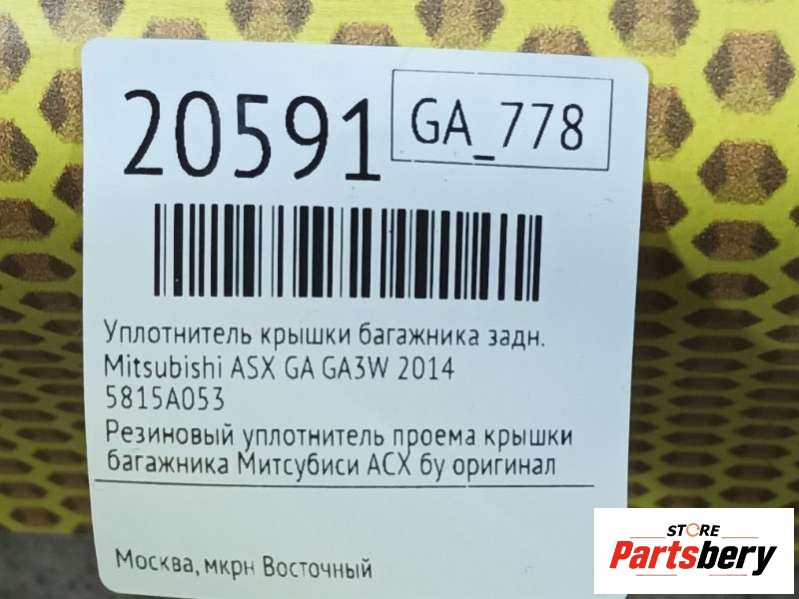 20591
GA_778
Уплотнитель крышки багажника задн.
Mitsubishi ASX GA GA3W 2014
5815A053
Резиновый уплотнитель проема крышки
багажника Митсубиси АСХ бу оригинал
Москва, мкрн Восточный
STORE
Partsbery